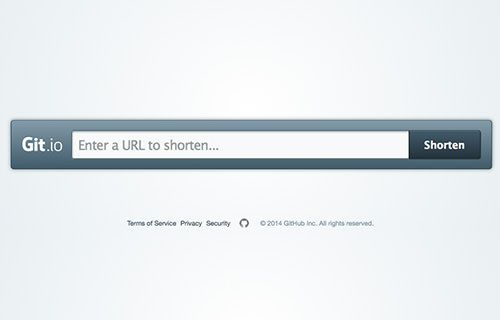 Git.io Enter a URL to shorten... Shorten
Terms of Service Privacy Security © 2014 GitHub Inc. All rights reserved.